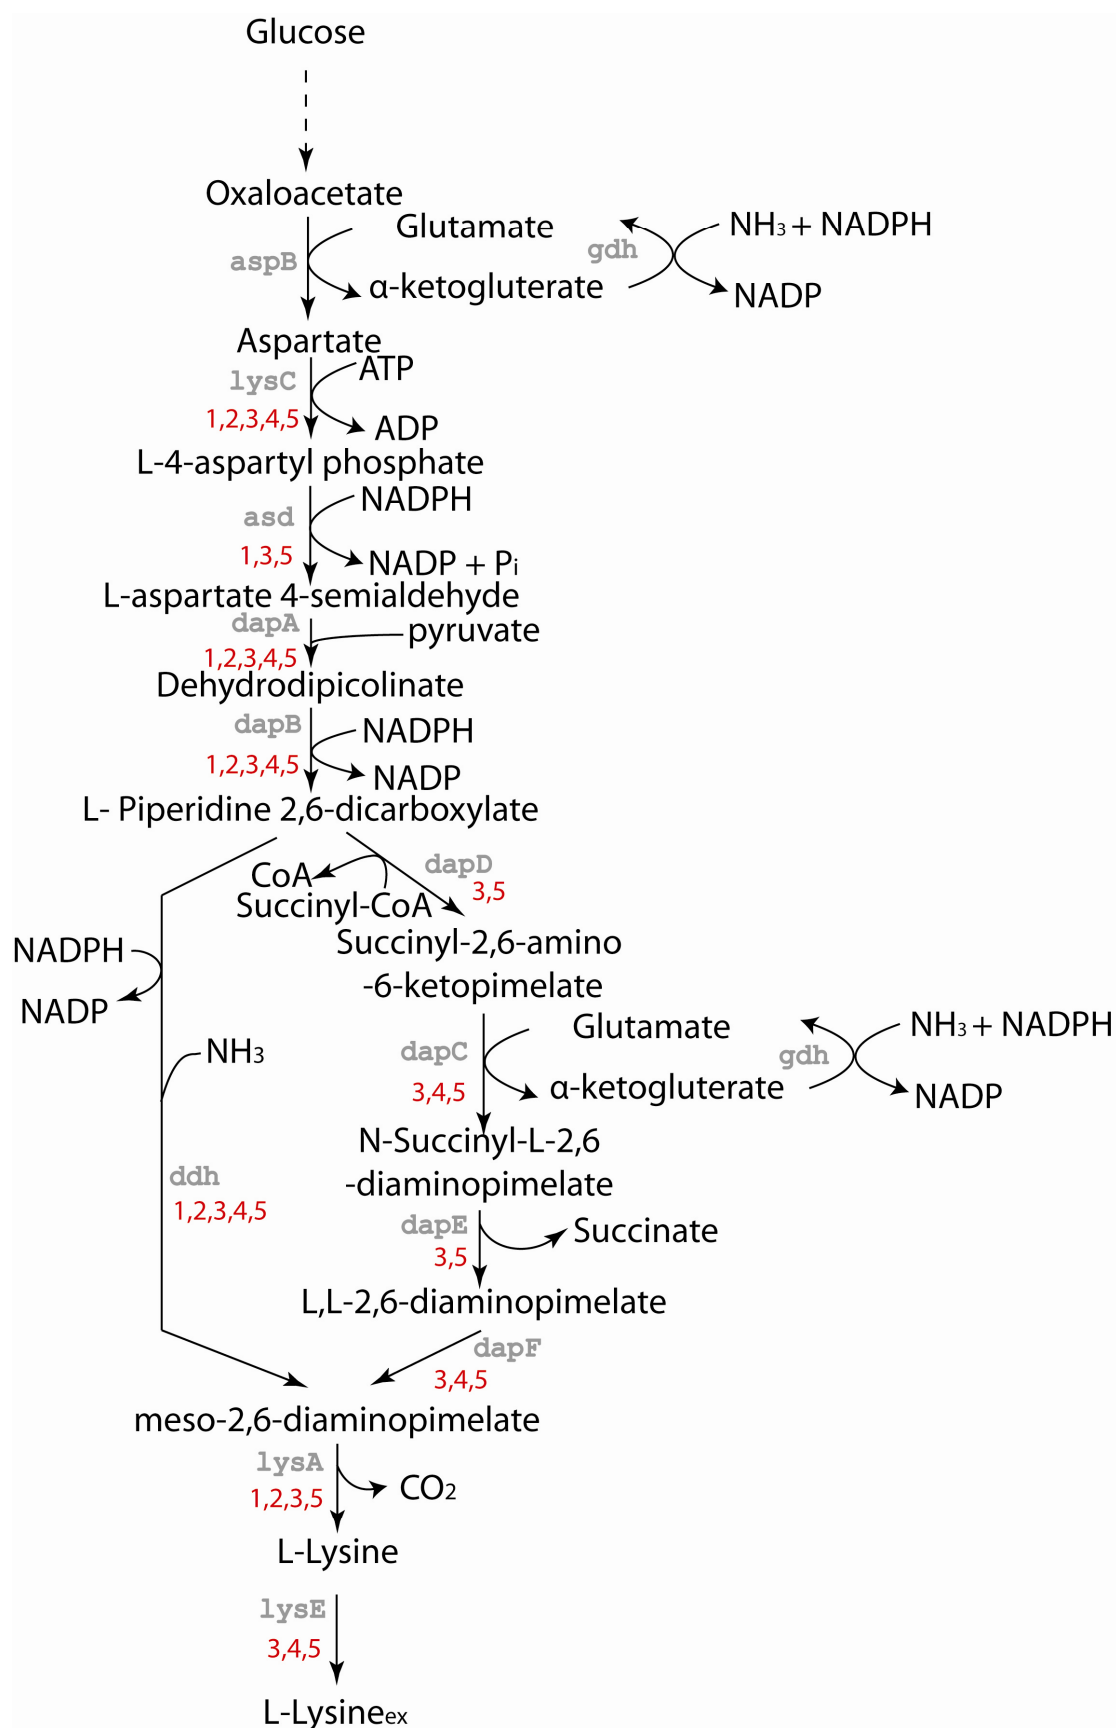 Glucose
Oxaloacetate
Glutamate
NH3 + NADPH
aspB
gdh
α-ketogluterate
NADP
Aspartate
lysC
ATP
1,2,3,4,5
ADP
L-4-aspartyl phosphate
NADPH
asd
1,3,5
NADP + Pi
L-aspartate 4-semialdehyde
dapA
pyruvate
1,2,3,4,5
Dehydrodipicolinate
dapB
NADPH
1,2,3,4,5
NADP
L- Piperidine 2,6-dicarboxylate
CoA
dapD
3,5
Succinyl-CoA
NADPH
Succinyl-2,6-amino
-6-ketopimelate
NADP
Glutamate
NH3 + NADPH
NH3
dapC
gdh
3,4,5
α-ketogluterate
NADP
N-Succinyl-L-2,6
-diaminopimelate
ddh
1,2,3,4,5
dapE
Succinate
3,5
L,L-2,6-diaminopimelate
dapF
3,4,5
meso-2,6-diaminopimelate
lysA
CO2
1,2,3,5
L-Lysine
lysE
3,4,5
L-Lysineex